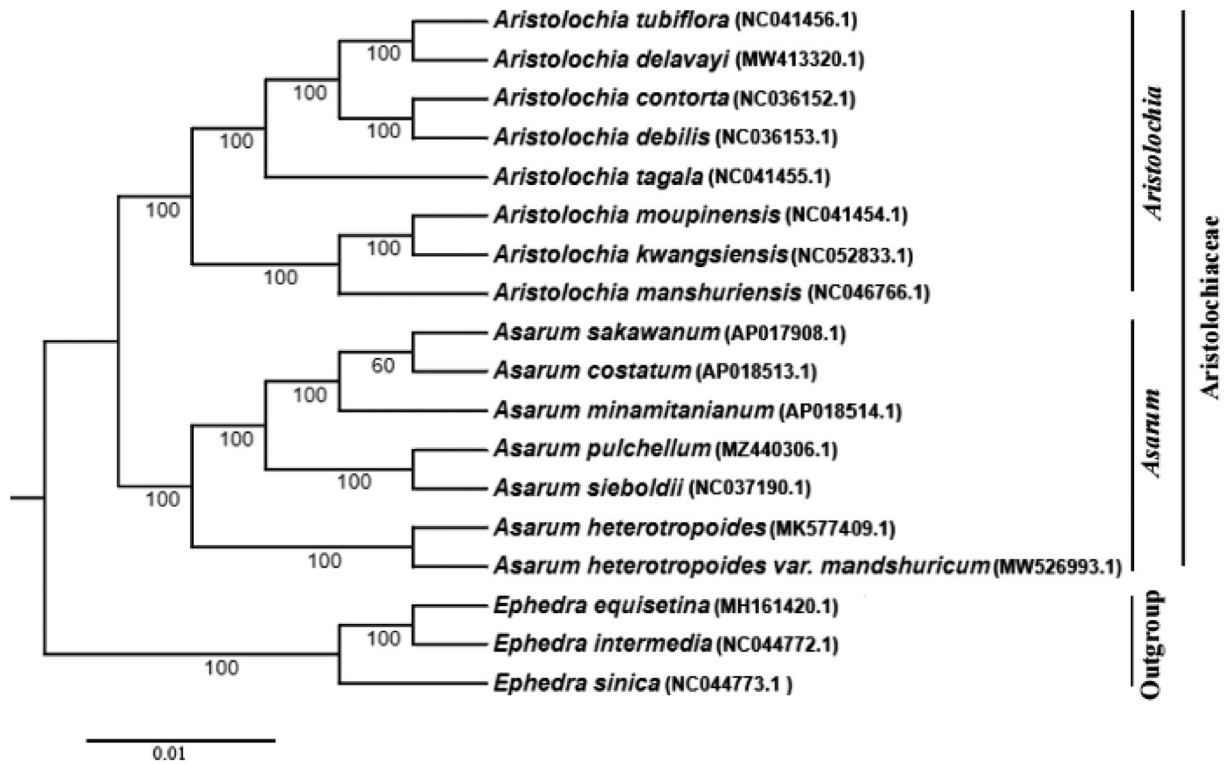 Aristolochia tubiflora (NC041456.1)
100
Aristolochia delavayi (MW413320.1)
100
Aristolochia contorta (NC036152.1)
100
100
Aristolochia debilis (NC036153.1)
Aristolochia tagala (NC041455.1)
100
Aristolochia moupinensis (NC041454.1)
100
Aristolochia kwangsiensis (NC052833.1)
100
Aristolochia manshuriensis (NC046766.1)
Aristolochia
Asarum sakawanum (AP017908.1)
60
Asarum costatum (AP018513.1)
100
Asarum minamitanianum (AP018514.1)
100
Asarum pulchellum (MZ440306.1)
100
Asarum sieboldii (NC037190.1)
100
Asarum heterotropoides (MK577409.1)
100
Asarum heterotropoides var. mandshuricum (MW526993.1)
Asarum
Aristolochiaceae
Ephedra equisetina (MH161420.1)
100
Ephedra intermedia (NC044772.1)
100
Ephedra sinica (NC044773.1 )
Outgroup
0.01